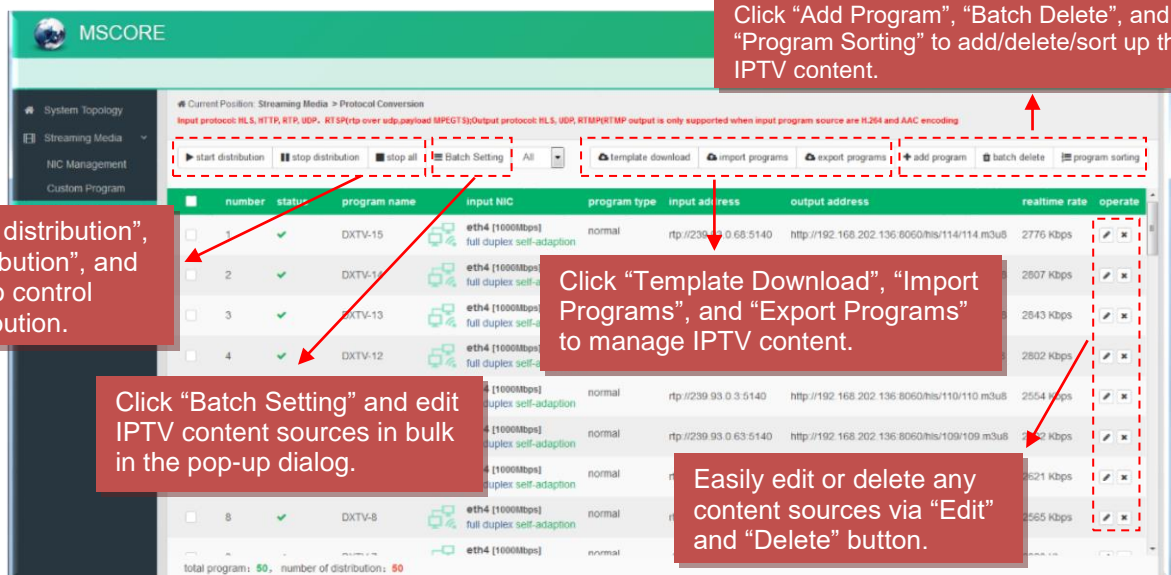 MSCORE
Click “Add Program”, “Batch Delete”, and
“Program Sorting” to add/delete/sort up th
IPTV content.
System Topology
Streaming Media
NIC Management
Custom Program
Current Position: Streaming Media > Protocol Conversion
Input protocol: HLS, HTTP, RTP, UDP, RTSP(rtp over udp,payload MPEGTS);Output protocol: HLS, UDP, RTMP(RTMP output is only supported when input program source are H.264 and AAC encoding
start distribution stop distribution stop all Batch Setting All template download import programs export programs add program batch delete program sorting
number status program name input NIC program type input address output address realtime rate operate
1 DXTV-15 eth4 [1000Mbps] normal http://192.168.202.136:8060/hls/114/114.m3u8 2776 Kbps
full duplex self-adaption
2 DXTV-14 eth4 [1000Mbps] 2807 Kbps
full duplex self-a
3 DXTV-13 eth4 [1000Mbps] 2843 Kbps
full duplex self-a
4 DXTV-12 eth4 [1000Mbps] 2802 Kbps
full duplex self-a
distribution”,
bution”, and
o control
bution.
Click “Template Download”, “Import
Programs”, and “Export Programs”
to manage IPTV content.
Click “Batch Setting” and edit
IPTV content sources in bulk
in the pop-up dialog.
4 [1000Mbps] normal rtp://239.93.0.3:5140 http://192.168.202.136:8060/hls/110/110.m3u8 2554 Kbps
duplex self-adaption
4 [1000Mbps] normal rtp://239.93.0.63:5140 http://192.168.202.136:8060/hls/109/109.m3u8 Kbps
duplex self-adaption
4 [1000Mbps] normal 2621 Kbps
duplex self-adaption
8 DXTV-8 eth4 [1000Mbps] normal 2565 Kbps
full duplex self-adaption
Easily edit or delete any
content sources via “Edit”
and “Delete” button.
eth4 [1000Mbps] normal
total program: 50, number of distribution: 50